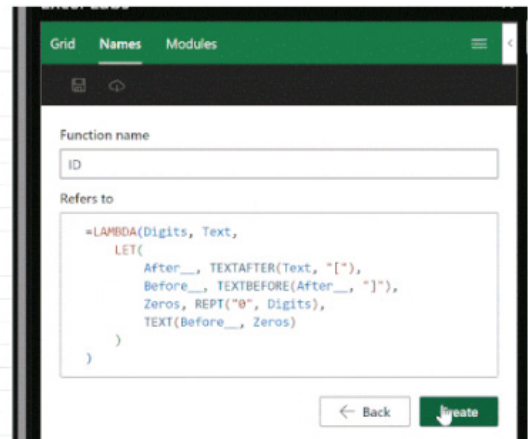 Grid Names Modules
Function name
ID
Refers to
=LAMBDA(Digits, Text,
LET(
After__, TEXTAFTER(Text, "["),
Before__, TEXTBEFORE(After__, "]"),
Zeros, REPT("0", Digits),
TEXT(Before__, Zeros)
)
)
← Back